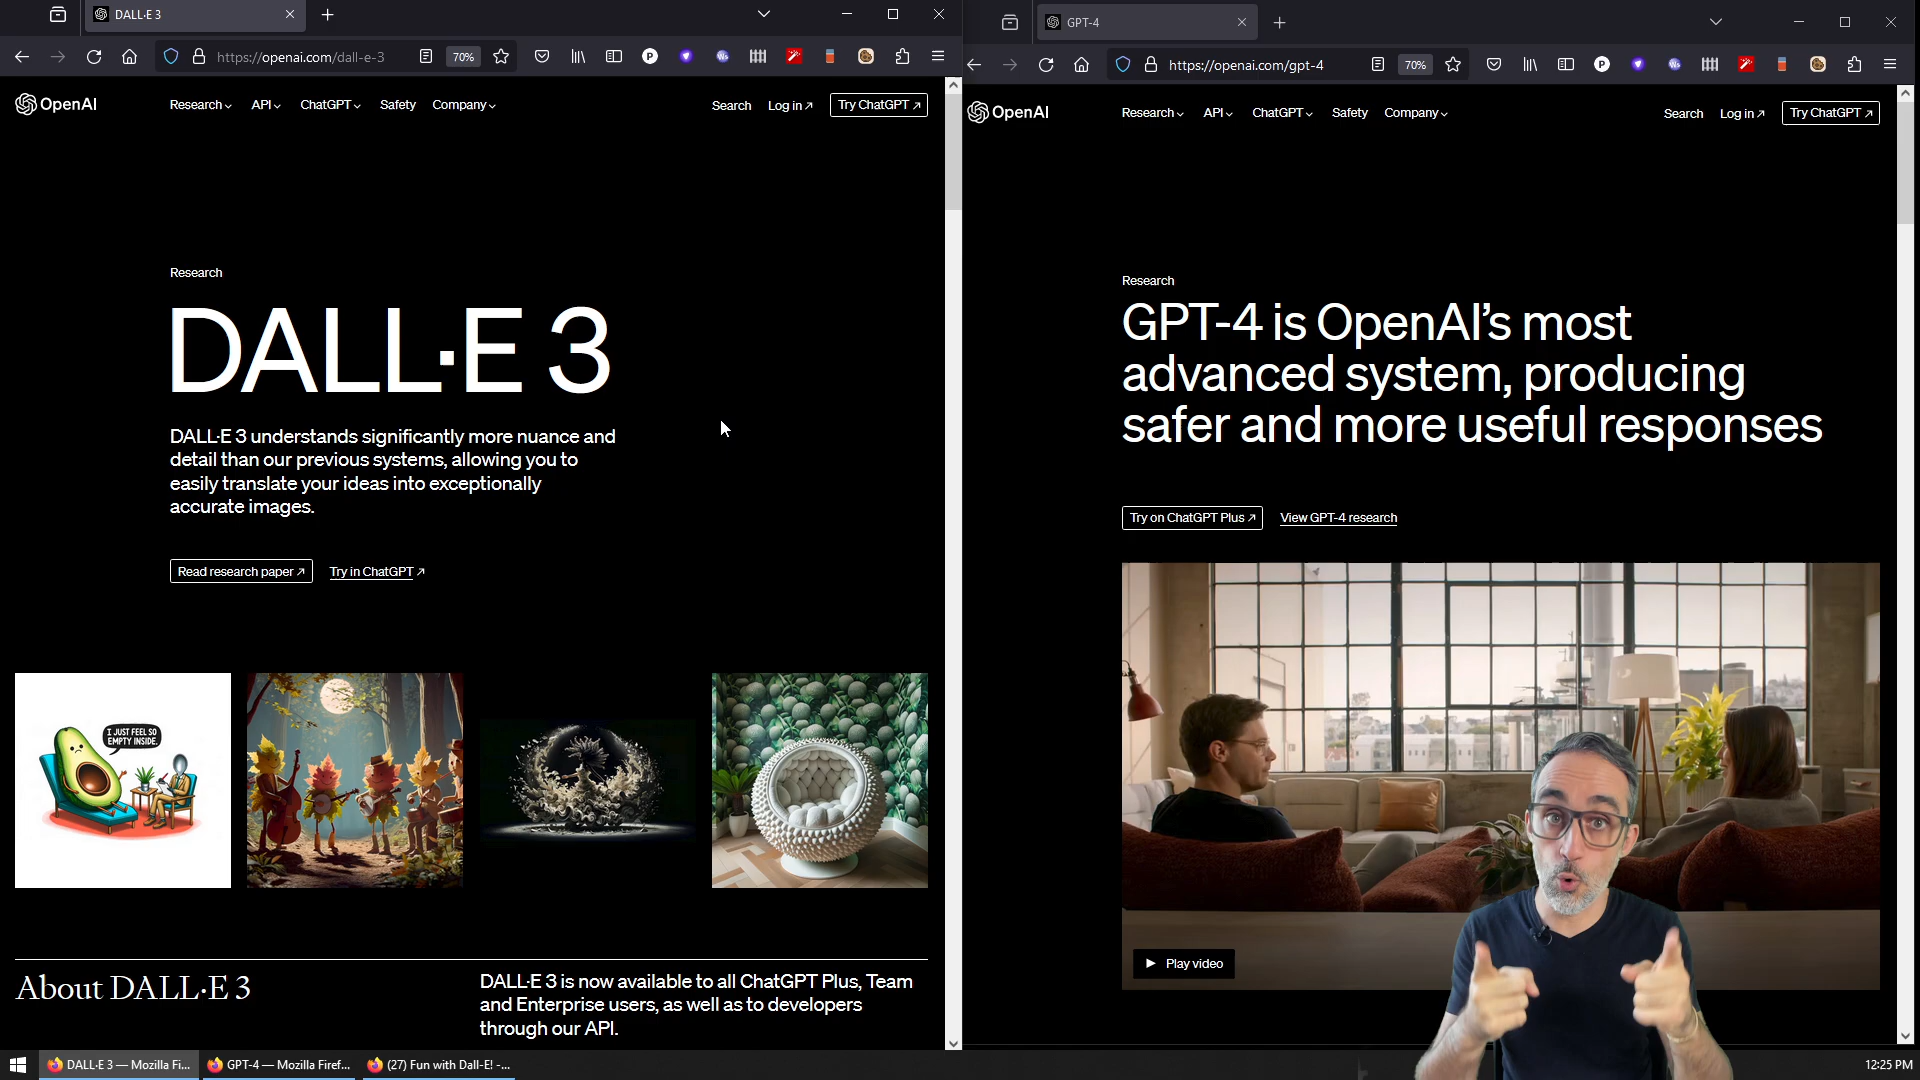 DALL·E 3
https://openai.com/dall-e-3
70%
OpenAI
Research
API
ChatGPT
Safety
Company
Search
Log in ↗
Try ChatGPT ↗
Research
DALL·E 3
DALL·E 3 understands significantly more nuance and
detail than our previous systems, allowing you to
easily translate your ideas into exceptionally
accurate images.
Read research paper ↗
Try in ChatGPT ↗
I JUST FEEL SO
EMPTY INSIDE.
About DALL·E 3
DALL·E 3 is now available to all ChatGPT Plus, Team
and Enterprise users, as well as to developers
through our API.
GPT-4
https://openai.com/gpt-4
70%
OpenAI
Research
API
ChatGPT
Safety
Company
Search
Log in ↗
Try ChatGPT ↗
Research
GPT-4 is OpenAI’s most
advanced system, producing
safer and more useful responses
Try on ChatGPT Plus ↗
View GPT-4 research
Play video
DALL·E 3 — Mozilla Fi...
GPT-4 — Mozilla Firef...
(27) Fun with Dall-E! -...
12:25 PM